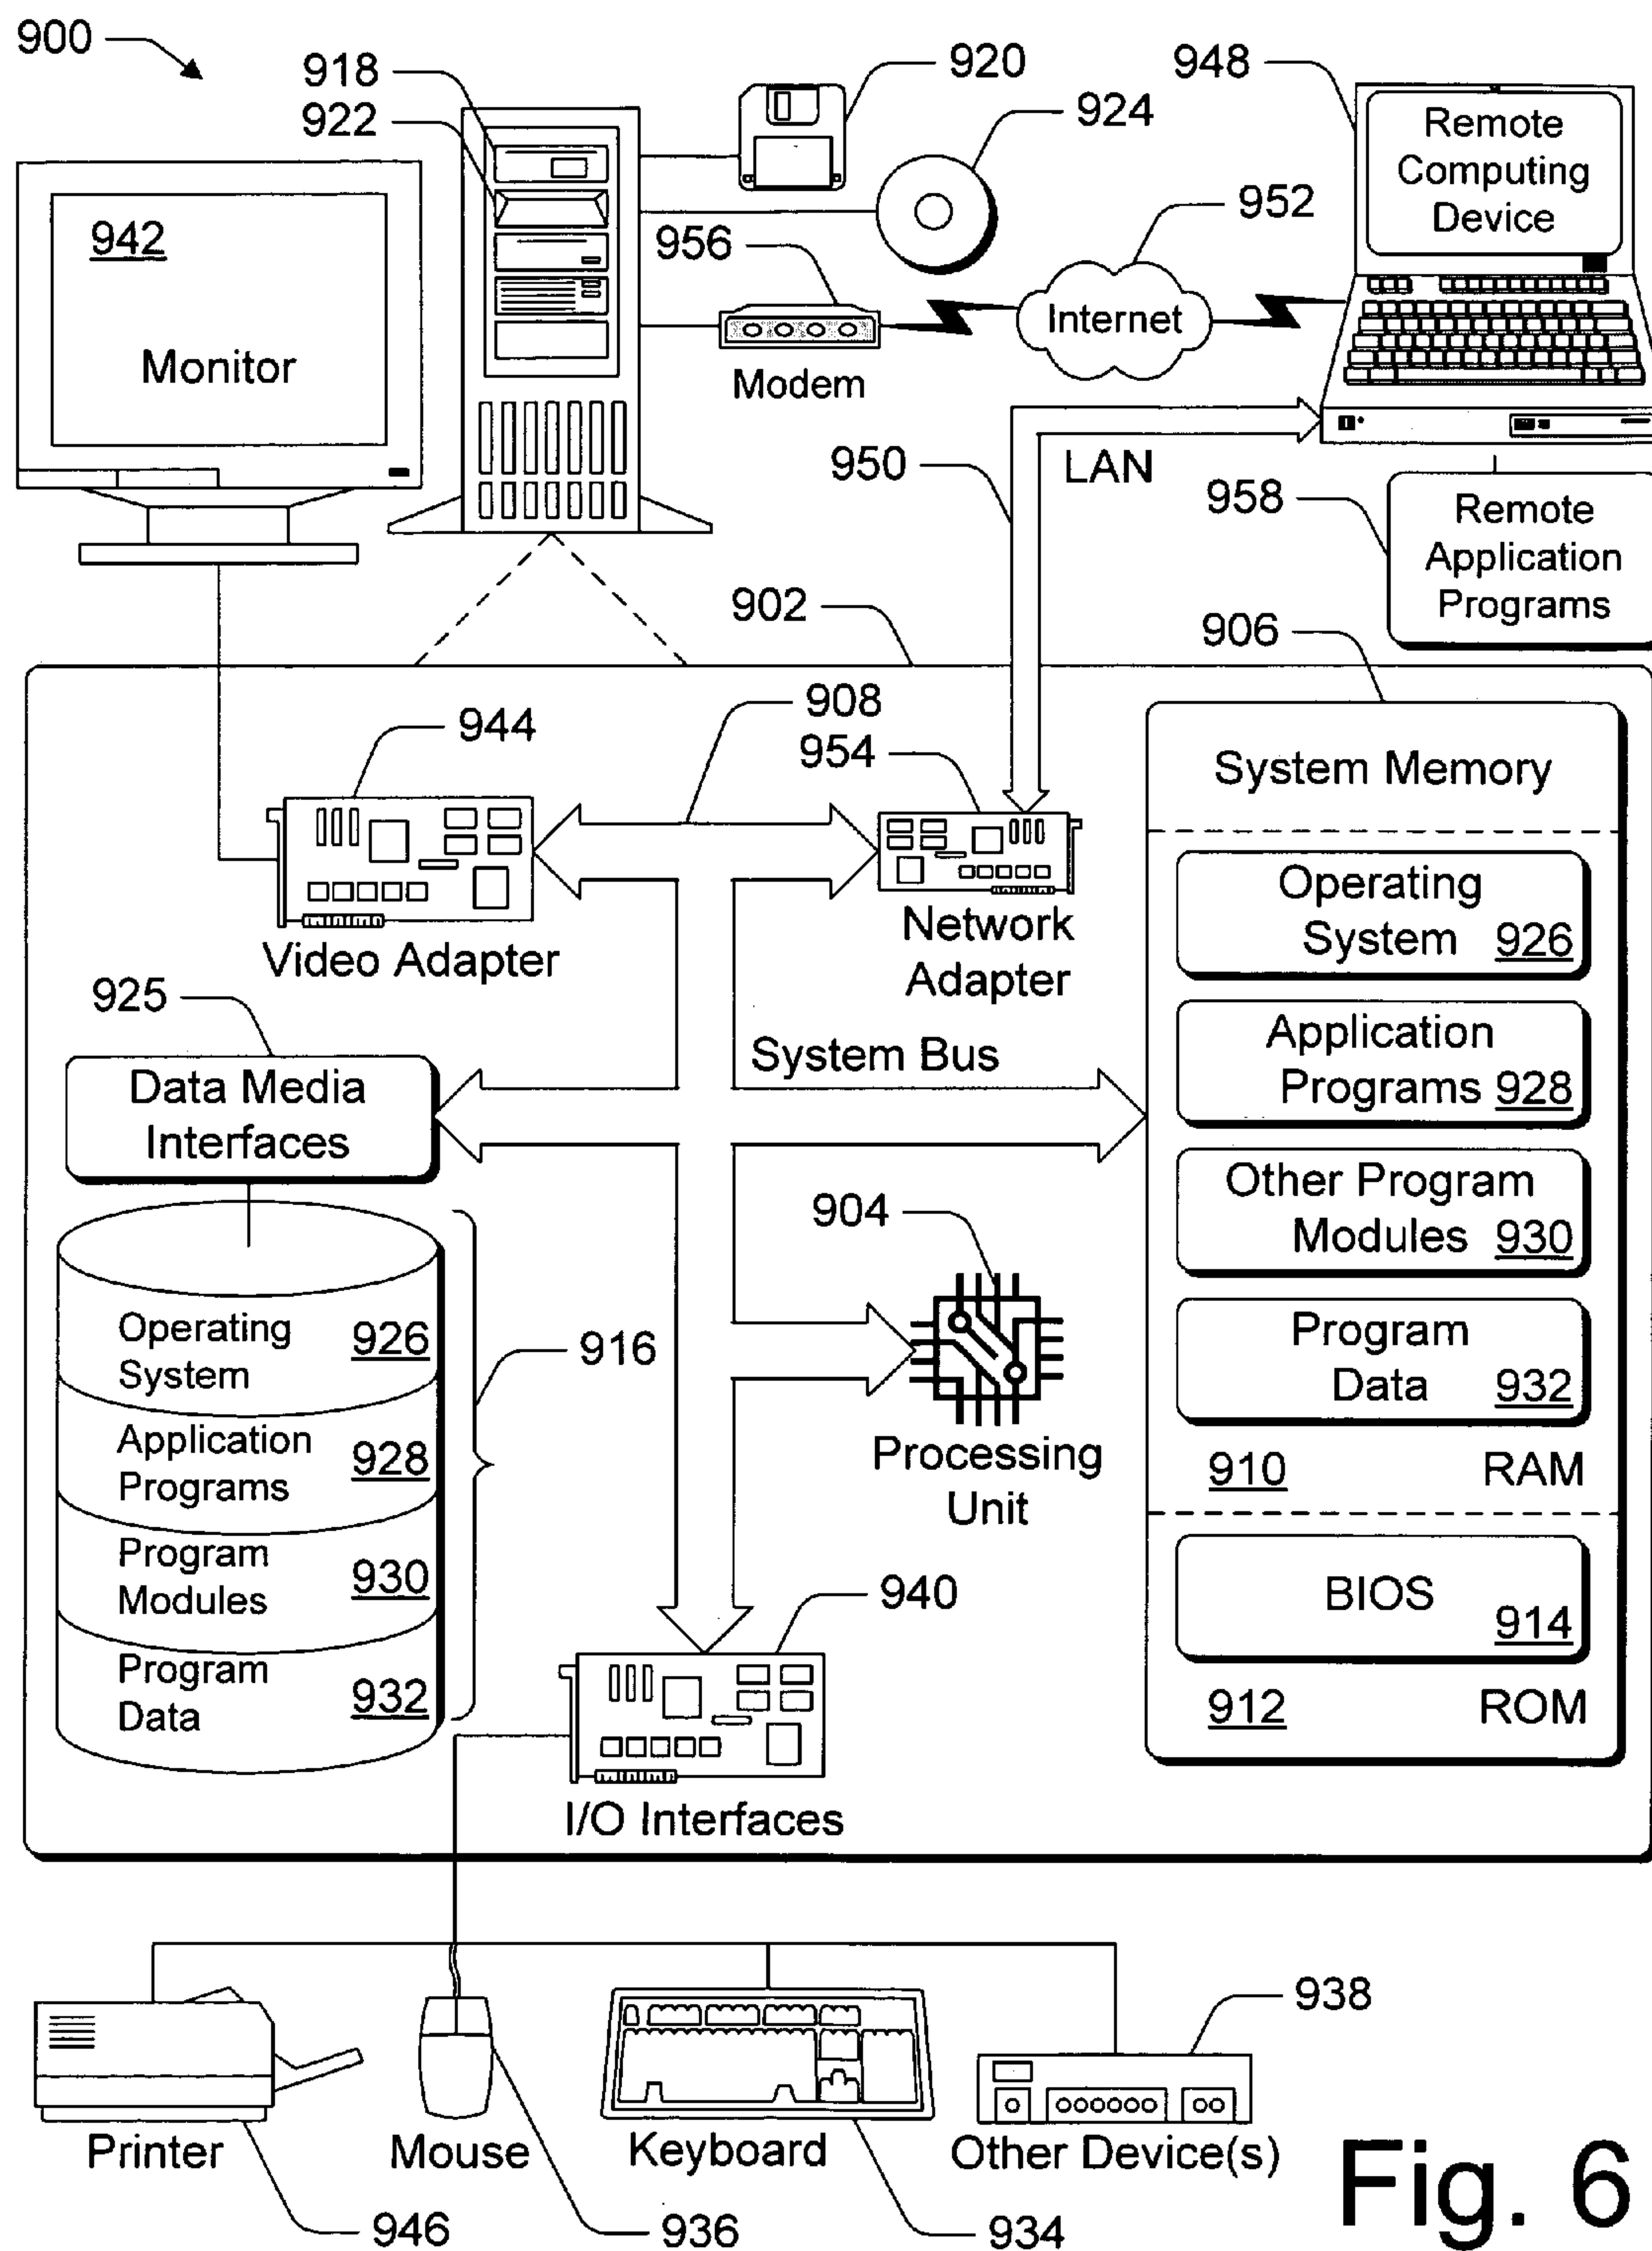 900
918
922
920
924
948
Remote
Computing
Device
942
Monitor
956
Modem
952
Internet
950
LAN
958
Remote
Application
Programs
902
906
944
908
954
Video Adapter
Network
Adapter
System Memory
Operating
System 926
Application
Programs 928
Other Program
Modules 930
Program
Data 932
910 RAM
BIOS
914
912 ROM
925
Data Media
Interfaces
System Bus
904
Processing
Unit
Operating
System 926
Application
Programs 928
Program
Modules 930
Program
Data 932
916
940
I/O Interfaces
938
Printer
Mouse
Keyboard
Other Device(s)
946
936
934
Fig. 6